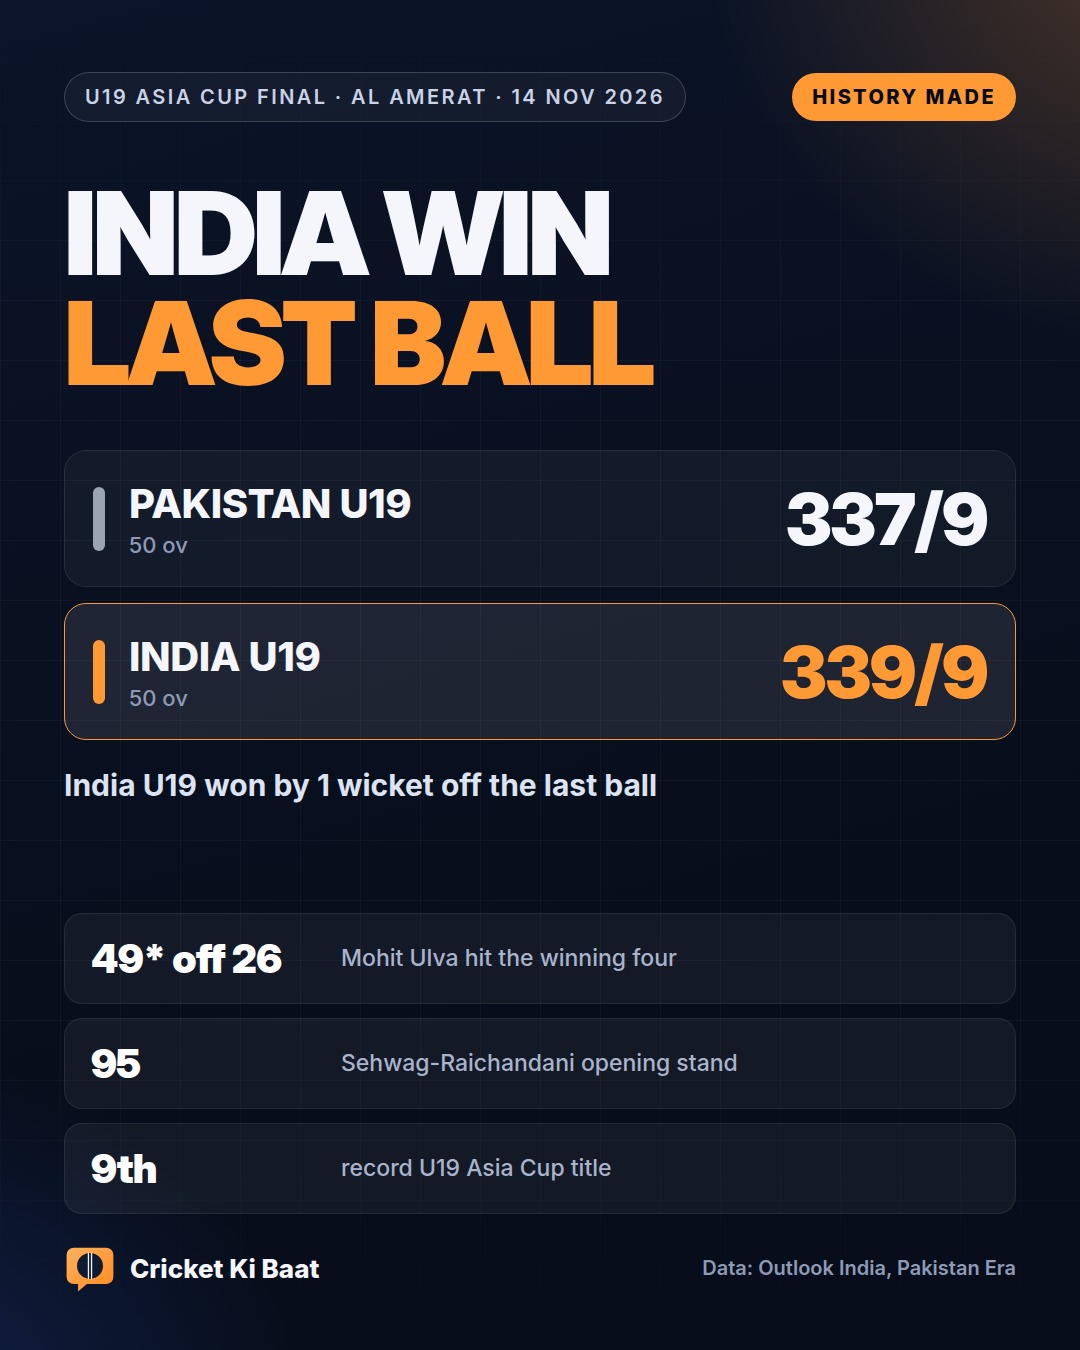 U19 ASIA CUP FINAL · AL AMERAT · 14 NOV 2026
HISTORY MADE
INDIA WIN
LAST BALL
PAKISTAN U19
50 ov
337/9
INDIA U19
50 ov
339/9
India U19 won by 1 wicket off the last ball
49* off 26
Mohit Ulva hit the winning four
95
Sehwag-Raichandani opening stand
9th
record U19 Asia Cup title
Cricket Ki Baat
Data: Outlook India, Pakistan Era